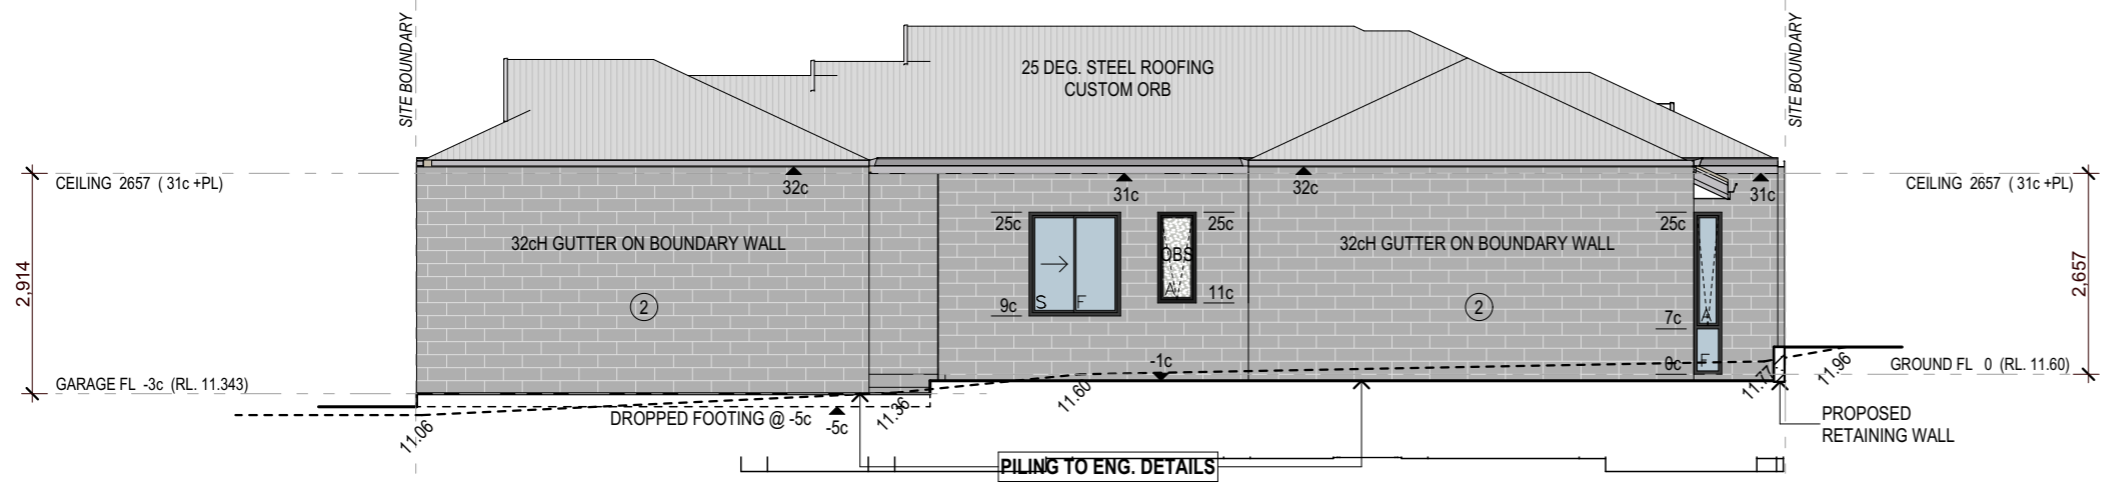 SITE BOUNDARY
SITE BOUNDARY
25 DEG. STEEL ROOFING
CUSTOM ORB
CEILING 2657 ( 31c +PL)
CEILING 2657 ( 31c +PL)
32c
31c
32c
31c
25c
25c
25c
OBS
32cH GUTTER ON BOUNDARY WALL
32cH GUTTER ON BOUNDARY WALL
2,914
2,657
2
2
S
F
A
9c
11c
7c
A
-1c
0c
F
GARAGE FL -3c (RL. 11.343)
GROUND FL 0 (RL. 11.60)
11.06
DROPPED FOOTING @ -5c
-5c
11.36
11.60
11.77
11.96
PROPOSED
RETAINING WALL
PILING TO ENG. DETAILS